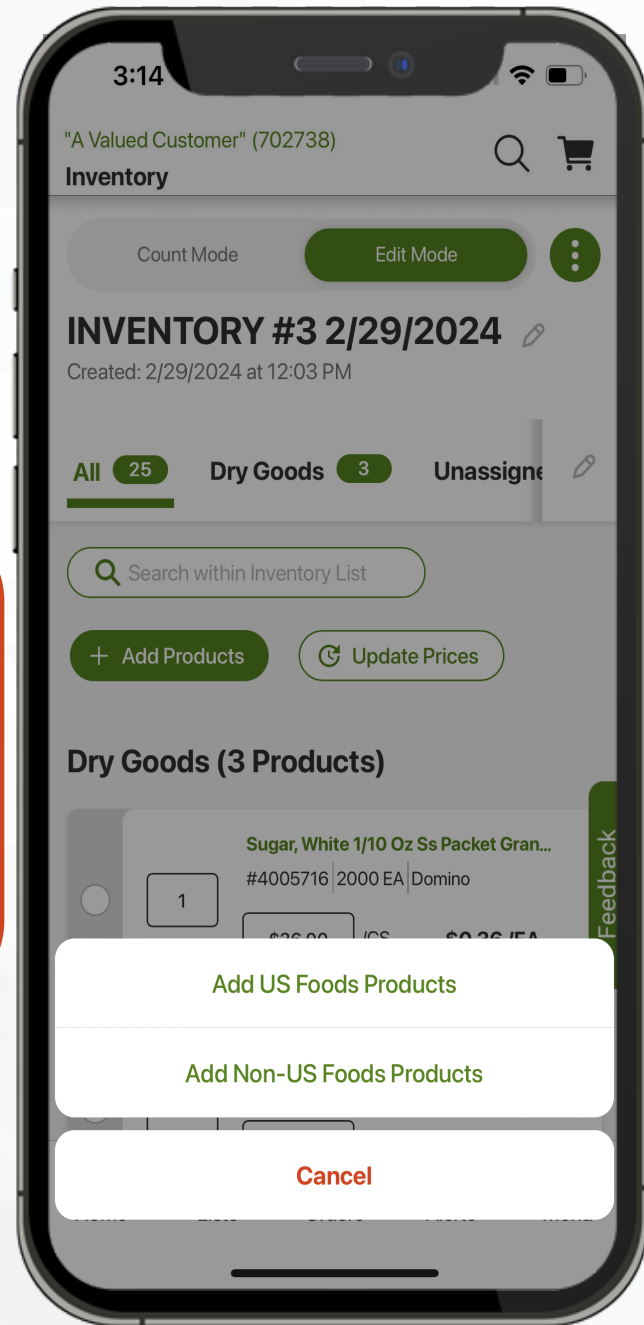 3:14
"A Valued Customer" (702738)
Inventory
Count Mode
Edit Mode
INVENTORY #3 2/29/2024
Created: 2/29/2024 at 12:03 PM
All 25 Dry Goods 3 Unassigne
Search within Inventory List
+ Add Products
Update Prices
Dry Goods (3 Products)
Sugar, White 1/10 Oz Ss Packet Gran...
#4005716 2000 EA Domino
1
Feedback
Add US Foods Products
Add Non-US Foods Products
Cancel